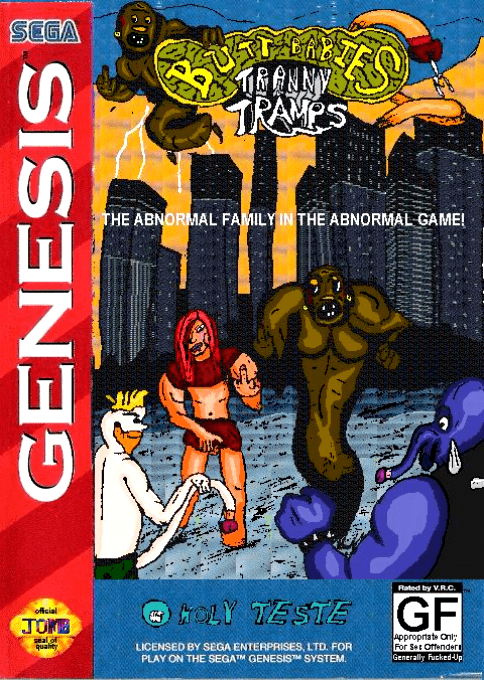 SEGA
GENESIS™
BUTT BABIES
TRANNY
TRAMPS
THE ABNORMAL FAMILY IN THE ABNORMAL GAME!
HOLY TESTE
LICENSED BY SEGA ENTERPRISES, LTD. FOR
PLAY ON THE SEGA™ GENESIS™ SYSTEM.
official
seal of
quality
Rated by V.R.C.
GF
Appropriate Only
For Sex Offenders
Generally Fucked-Up